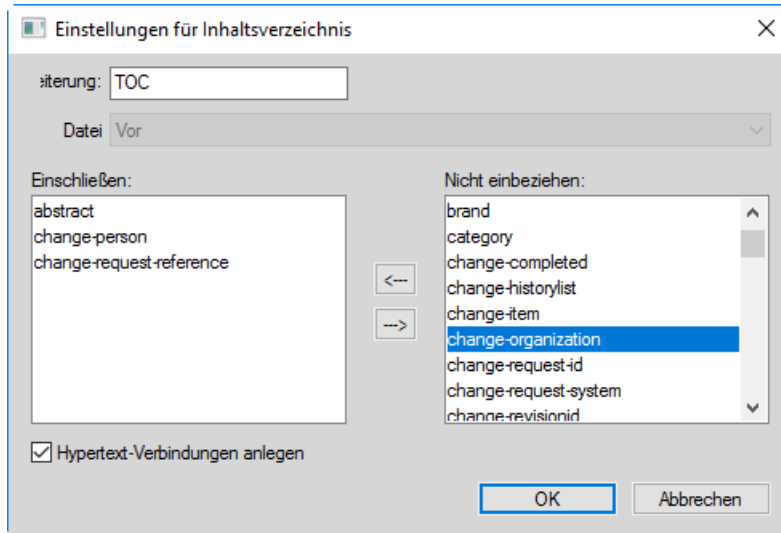 Einstellungen für Inhaltsverzeichnis
eiterung: TOC
Datei Vor
Einschließen:
abstract
change-person
change-request-reference
<---
--->
Nicht einbeziehen:
brand
category
change-completed
change-historylist
change-item
change-organization
change-request-id
change-request-system
change-revisionid
Hypertext-Verbindungen anlegen
OK Abbrechen